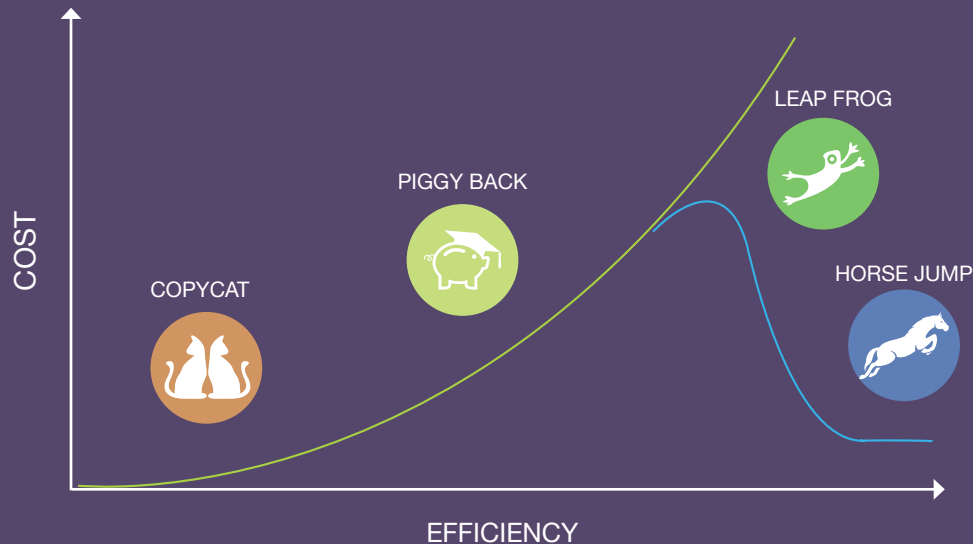 LEAP FROG
PIGGY BACK
COST
HORSE JUMP
COPYCAT
EFFICIENCY